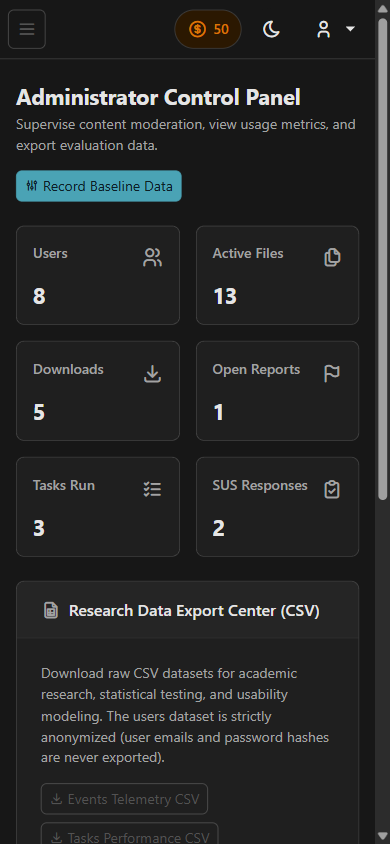 50
Administrator Control Panel
Supervise content moderation, view usage metrics, and
export evaluation data.
Record Baseline Data
Users
8
Active Files
13
Downloads
5
Open Reports
1
Tasks Run
3
SUS Responses
2
Research Data Export Center (CSV)
Download raw CSV datasets for academic
research, statistical testing, and usability
modeling. The users dataset is strictly
anonymized (user emails and password hashes
are never exported).
Events Telemetry CSV
Tasks Performance CSV